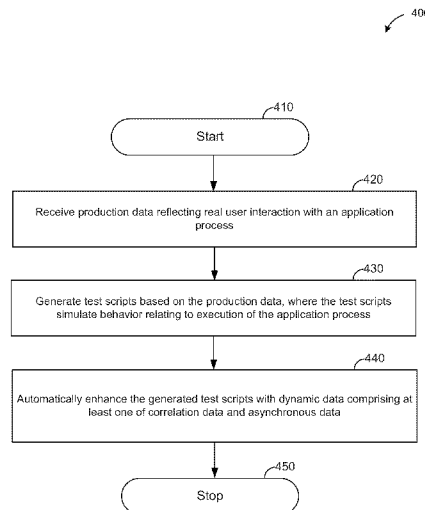 400
410
Start
420
Receive production data reflecting real user interaction with an application
process
430
Generate test scripts based on the production data, where the test scripts
simulate behavior relating to execution of the application process
440
Automatically enhance the generated test scripts with dynamic data comprising at
least one of correlation data and asynchronous data
450
Stop